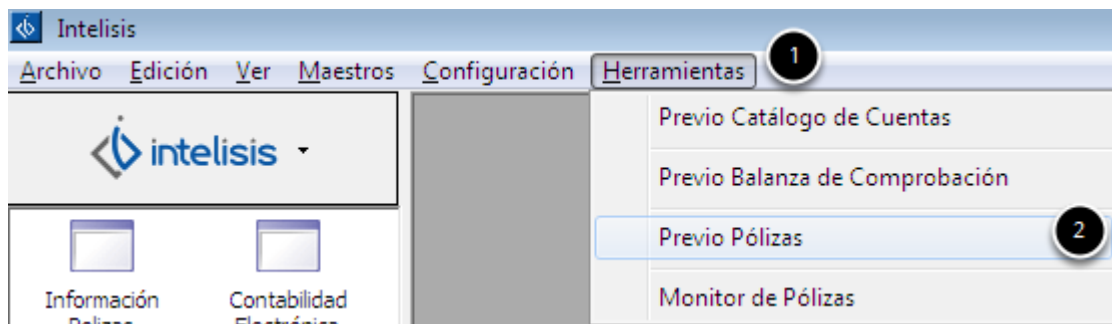 Intelisis
Archivo Edición Ver Maestros Configuración Herramientas 1
intelisis
Previo Catálogo de Cuentas
Previo Balanza de Comprobación
Previo Pólizas 2
Monitor de Pólizas
Información Contabilidad